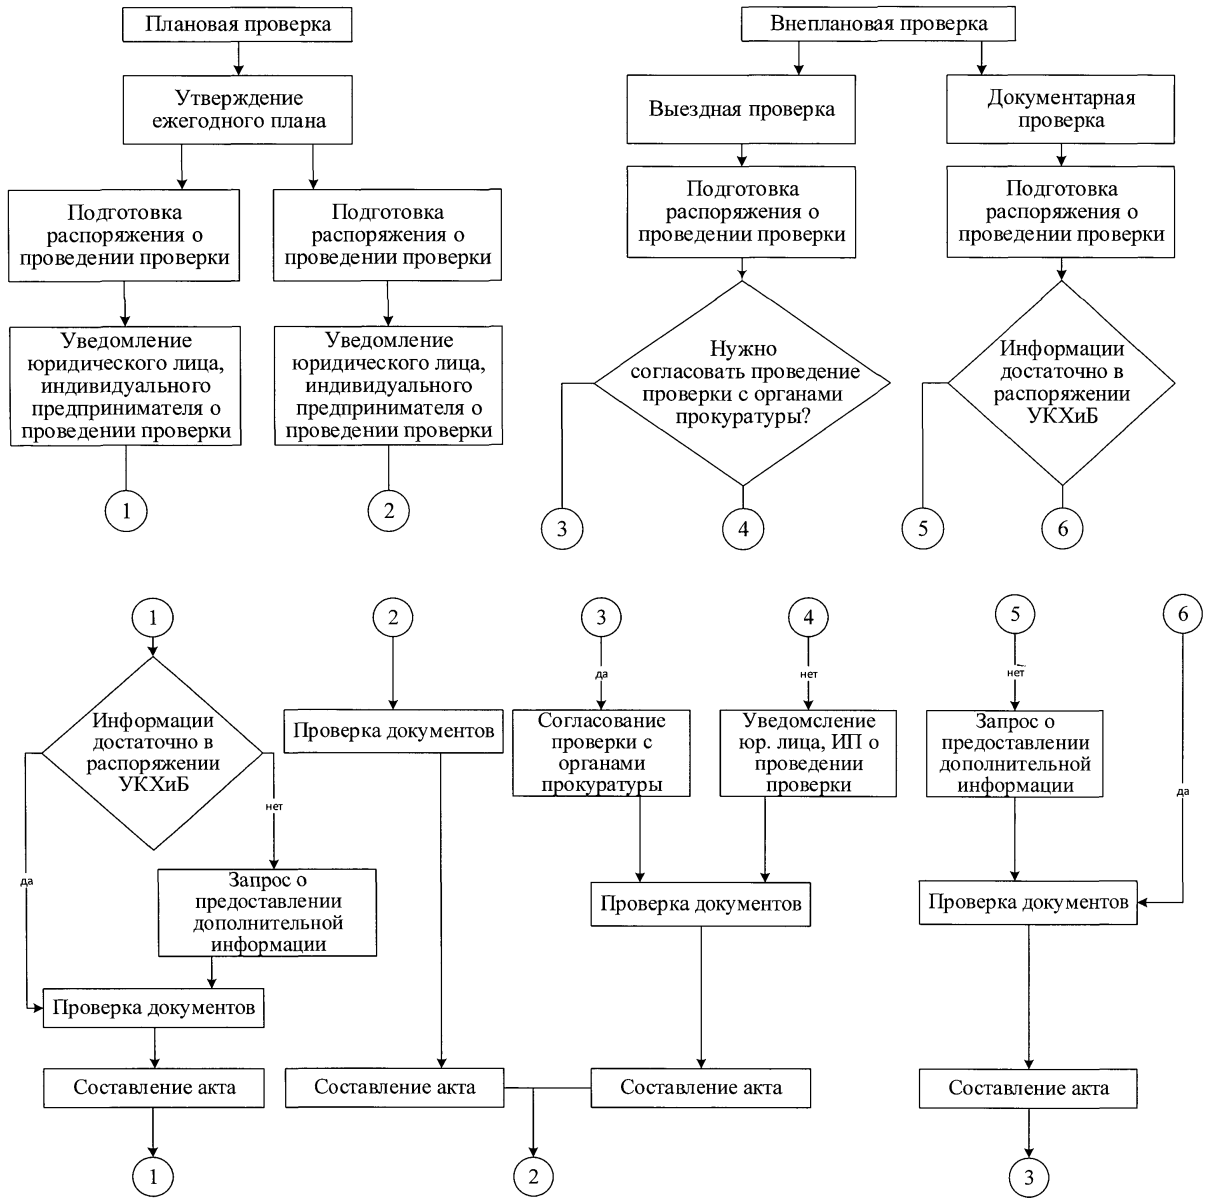 Плановая проверка
Утверждение
ежегодного плана
Подготовка
распоряжения о
проведении проверки
Подготовка
распоряжения о
проведении проверки
Уведомление
юридического лица,
индивидуального
предпринимателя о
проведении проверки
Уведомление
юридического лица,
индивидуального
предпринимателя о
проведении проверки
1
2
Внеплановая проверка
Выездная проверка
Документарная
проверка
Подготовка
распоряжения о
проведении проверки
Подготовка
распоряжения о
проведении проверки
Нужно
согласовать проведение
проверки с органами
прокуратуры?
Информации
достаточно в
распоряжении
УКХиБ
3
4
5
6
1
Информации
достаточно в
распоряжении
УКХиБ
нет
да
Запрос о
предоставлении
дополнительной
информации
Проверка документов
Составление акта
1
2
Проверка документов
Составление акта
3
да
Согласование
проверки с
органами
прокуратуры
4
нет
Уведомсление
юр. лица, ИП о
проведении
проверки
Проверка документов
Составление акта
2
5
нет
Запрос о
предоставлении
дополнительной
информации
6
да
Проверка документов
Составление акта
3